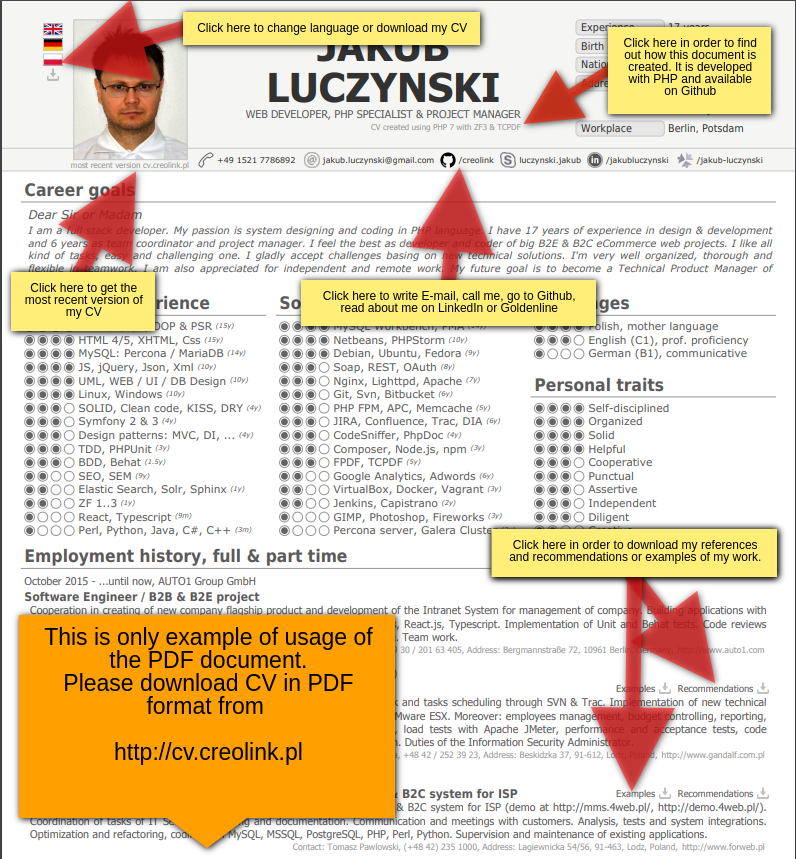 Click here to change language or download my CV
JAKUB
LUCZYNSKI
WEB DEVELOPER, PHP SPECIALIST & PROJECT MANAGER
CV created using PHP 7 with ZF3 & TCPDF
Experience 17 years
Birth
Workplace Berlin, Potsdam
Click here in order to find
out how this document is
created. It is developed
with PHP and available
on Github
most recent version cv.creolink.pl
+49 1521 7786892 jakub.luczynski@gmail.com /creolink luczynski.jakub /jakubluczynski /jakub-luczynski
Career goals
Dear Sir or Madam
I am a full-stack developer. My passion is system designing and coding in PHP language. I have 17 years of experience in design & development
and 6 years as team coordinator and project manager. I feel the best as developer and coder of big B2E & B2C eCommerce web projects. I like all
kind of tasks, easy and challenging one. I gladly accept challenges basing on new technical solutions. I'm very well organized, thorough and
flexible in teamwork. I am also appreciated for independent and remote work. My future goal is to become a Technical Product Manager of
Click here to get the
most recent version of
my CV
Click here to write E-mail, call me, go to Github,
read about me on LinkedIn or Goldenline
OOP & PSR (15y)
HTML 4/5, XHTML, Css (15y)
MySQL: Percona / MariaDB (14y)
JS, jQuery, Json, Xml (10y)
UML, WEB / UI / DB Design (10y)
Linux, Windows (10y)
SOLID, Clean code, KISS, DRY (4y)
Symfony 2 & 3 (4y)
Design patterns: MVC, DI, ... (4y)
TDD, PHPUnit (3y)
BDD, Behat (1.5y)
SEO, SEM (9y)
Elastic Search, Solr, Sphinx (1y)
ZF 1..3 (1y)
React, Typescript (9m)
Perl, Python, Java, C#, C++ (3m)
MySQL Workbench, FMA
Netbeans, PHPStorm (10y)
Debian, Ubuntu, Fedora (9y)
Soap, REST, OAuth (8y)
Nginx, Lighttpd, Apache (7y)
Git, Svn, Bitbucket (6y)
PHP FPM, APC, Memcache (5y)
JIRA, Confluence, Trac, DIA (6y)
CodeSniffer, PhpDoc (4y)
Composer, Node.js, npm (3y)
FPDF, TCPDF (5y)
Google Analytics, Adwords (6y)
VirtualBox, Docker, Vagrant (3y)
Jenkins, Capistrano (2y)
GIMP, Photoshop, Fireworks (3y)
Percona server, Galera Cluster
Polish, mother language
English (C1), prof. proficiency
German (B1), communicative
Personal traits
Self-disciplined
Organized
Solid
Helpful
Cooperative
Punctual
Assertive
Independent
Diligent
Click here in order to download my references
and recommendations or examples of my work.
Employment history, full & part time
October 2015 - ...until now, AUTO1 Group GmbH
Software Engineer / B2B & B2E project
Cooperation in creating of new company flagship product and development of the Intranet System for management of company. Building applications with
React.js, Typescript. Implementation of Unit and Behat tests. Code reviews
Team work.
30 / 201 63 405, Address: Bergmannstraße 72, 10961 Berlin, Germany, http://www.auto1.com
This is only example of usage of
the PDF document.
Please download CV in PDF
format from
http://cv.creolink.pl
Examples Recommendations
and tasks scheduling through SVN & Trac. Implementation of new technical
VMware ESX. Moreover: employees management, budget controlling, reporting,
load tests with Apache JMeter, performance and acceptance tests, code
Duties of the Information Security Administrator.
(+48 42 / 252 39 23, Address: Beskidzka 37, 91-612, Lodz, Poland, http://www.gandalf.com.pl
& B2C system for ISP
Examples Recommendations
& B2C system for ISP (demo at http://mms.4web.pl/, http://demo.4web.pl/).
Coordination of tasks of IT and documentation. Communication and meetings with customers. Analysis, tests and system integrations.
Optimization and refactoring, MySQL, MSSQL, PostgreSQL, PHP, Perl, Python. Supervision and maintenance of existing applications.
Contact: Tomasz Pawlowski, (+48 42) 235 1000, Address: Lagiewnicka 54/56, 91-463, Lodz, Poland, http://www.forweb.pl